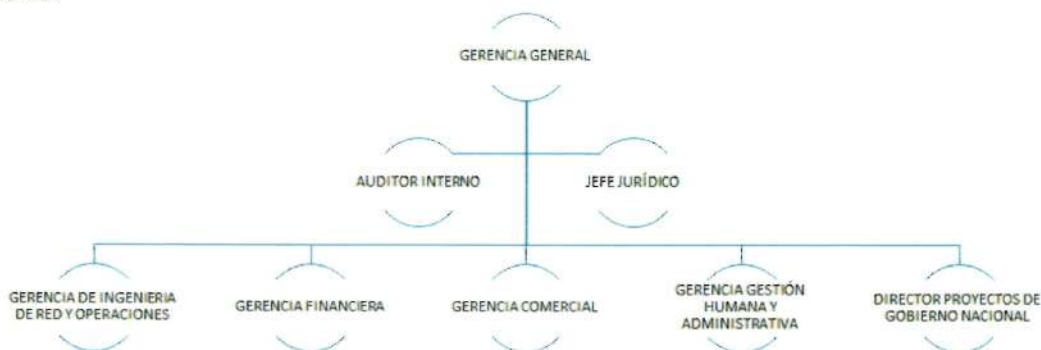 GERENCIA GENERAL
AUDITOR INTERNO
JEFE JURÍDICO
GERENCIA DE INGENIERIA
DE RED Y OPERACIONES
GERENCIA FINANCIERA
GERENCIA COMERCIAL
GERENCIA GESTIÓN
HUMANA Y
ADMINISTRATIVA
DIRECTOR PROYECTOS DE
GOBIERNO NACIONAL